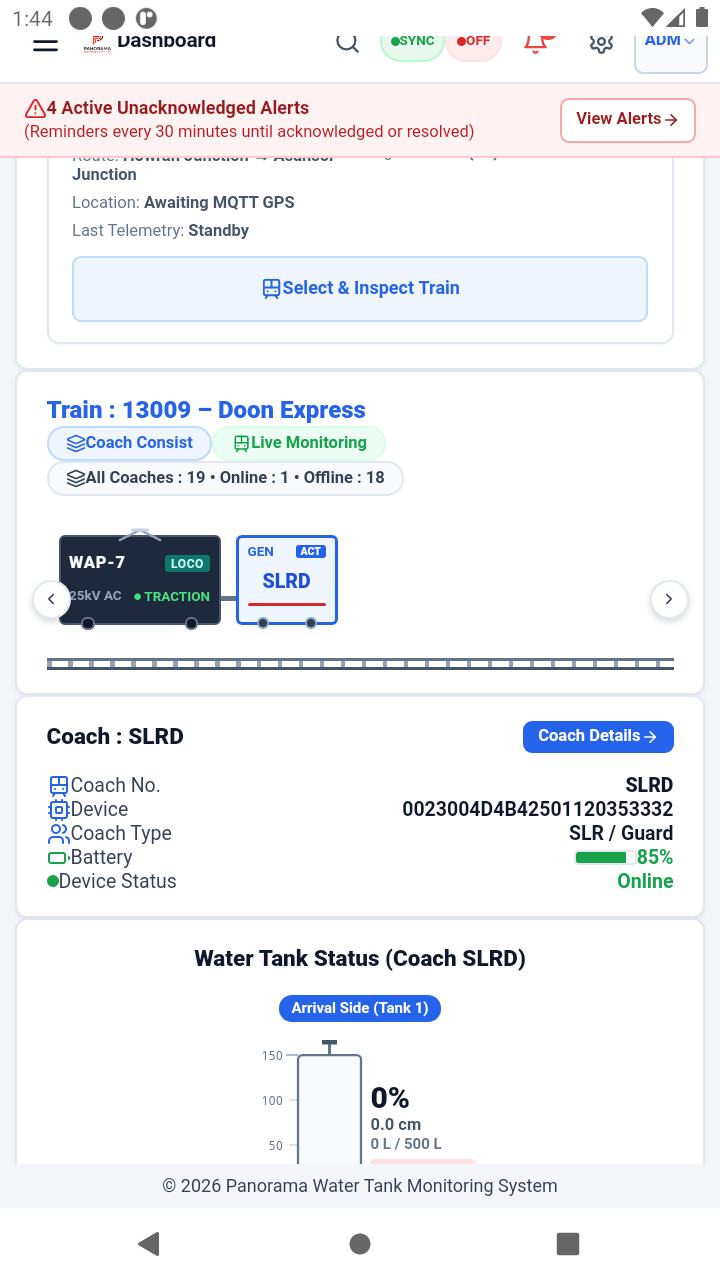 1:44
Dashboard
SYNC
OFF
ADM
PANORAMA
4 Active Unacknowledged Alerts
(Reminders every 30 minutes until acknowledged or resolved)
View Alerts →
Route: Howrah Junction → Asansol
Junction
Location: Awaiting MQTT GPS
Last Telemetry: Standby
Select & Inspect Train
Train : 13009 – Doon Express
Coach Consist
Live Monitoring
All Coaches : 19 • Online : 1 • Offline : 18
WAP-7
LOCO
25kV AC
● TRACTION
GEN
ACT
SLRD
Coach : SLRD
Coach Details →
Coach No. SLRD
Device 0023004D4B42501120353332
Coach Type SLR / Guard
Battery 85%
Device Status Online
Water Tank Status (Coach SLRD)
Arrival Side (Tank 1)
150
100
50
0%
0.0 cm
0 L / 500 L
© 2026 Panorama Water Tank Monitoring System